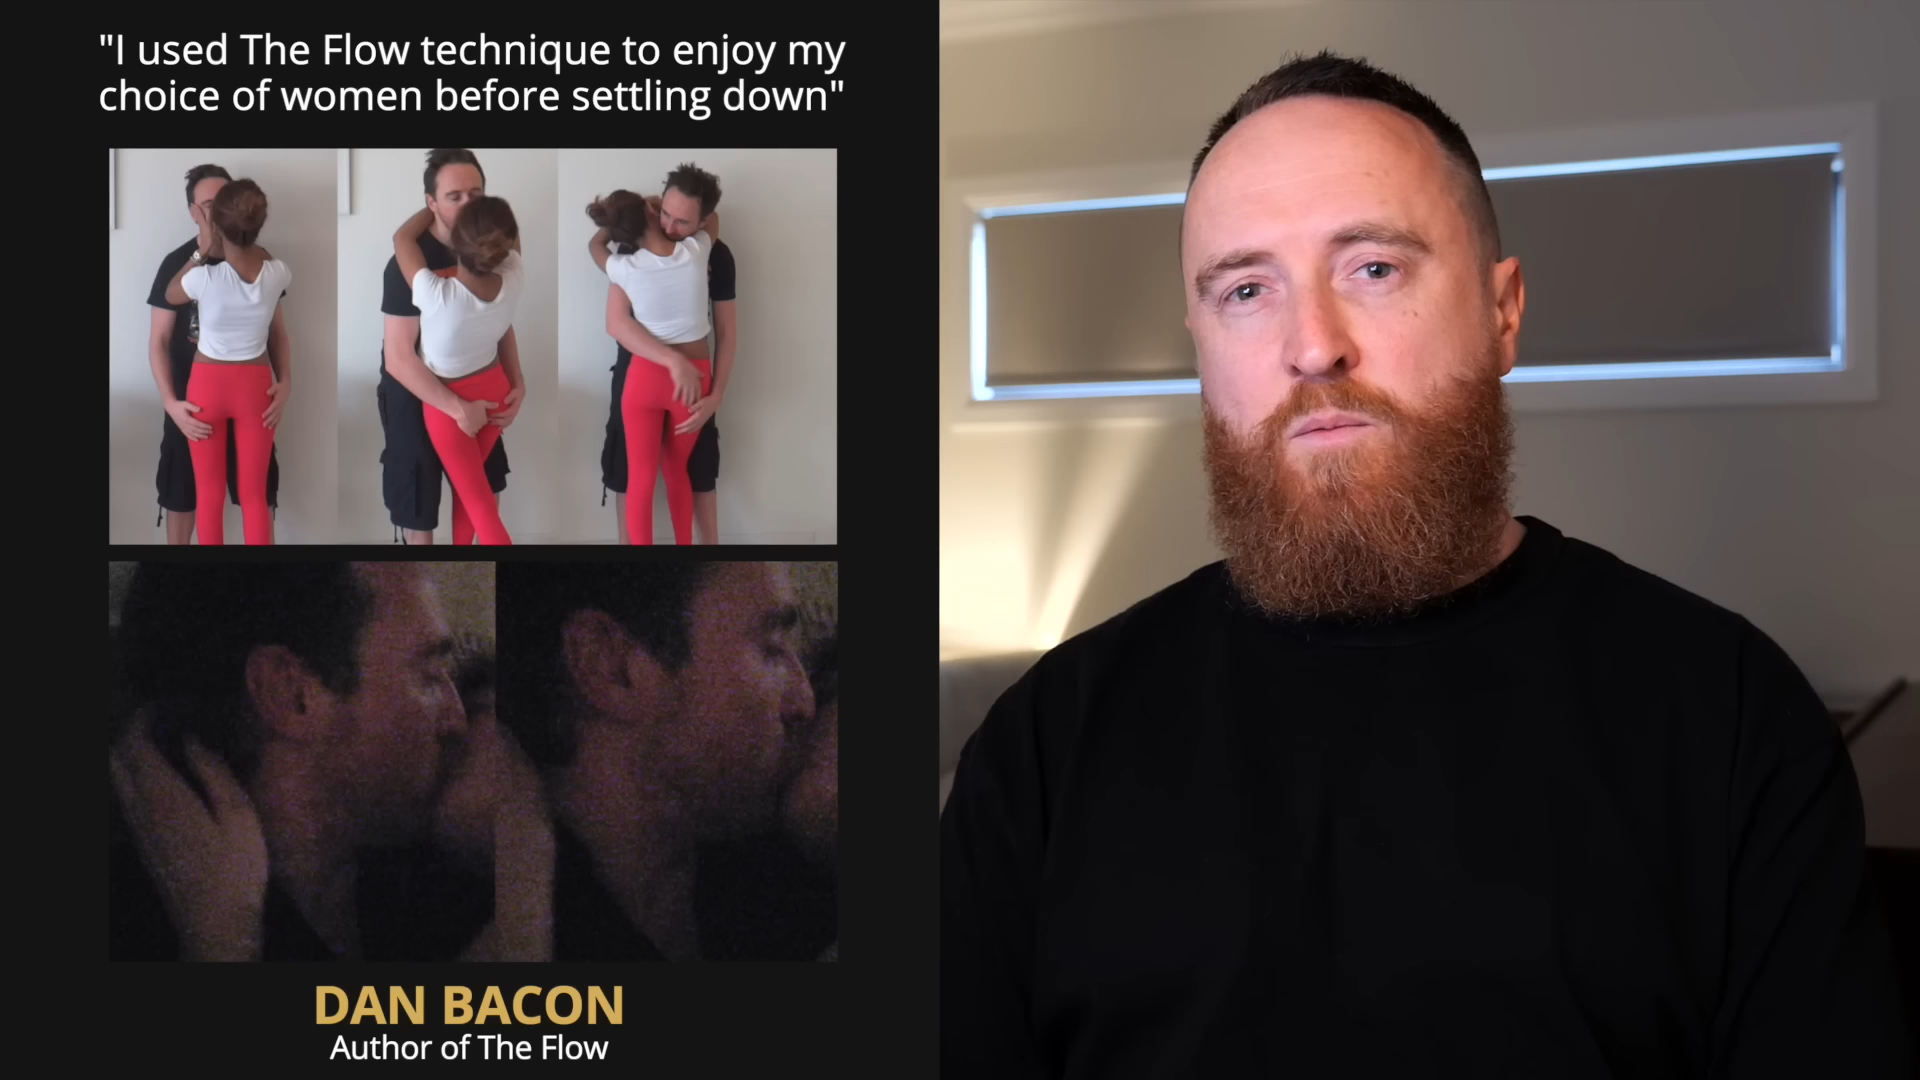 "I used The Flow technique to enjoy my
choice of women before settling down"
DAN BACON
Author of The Flow